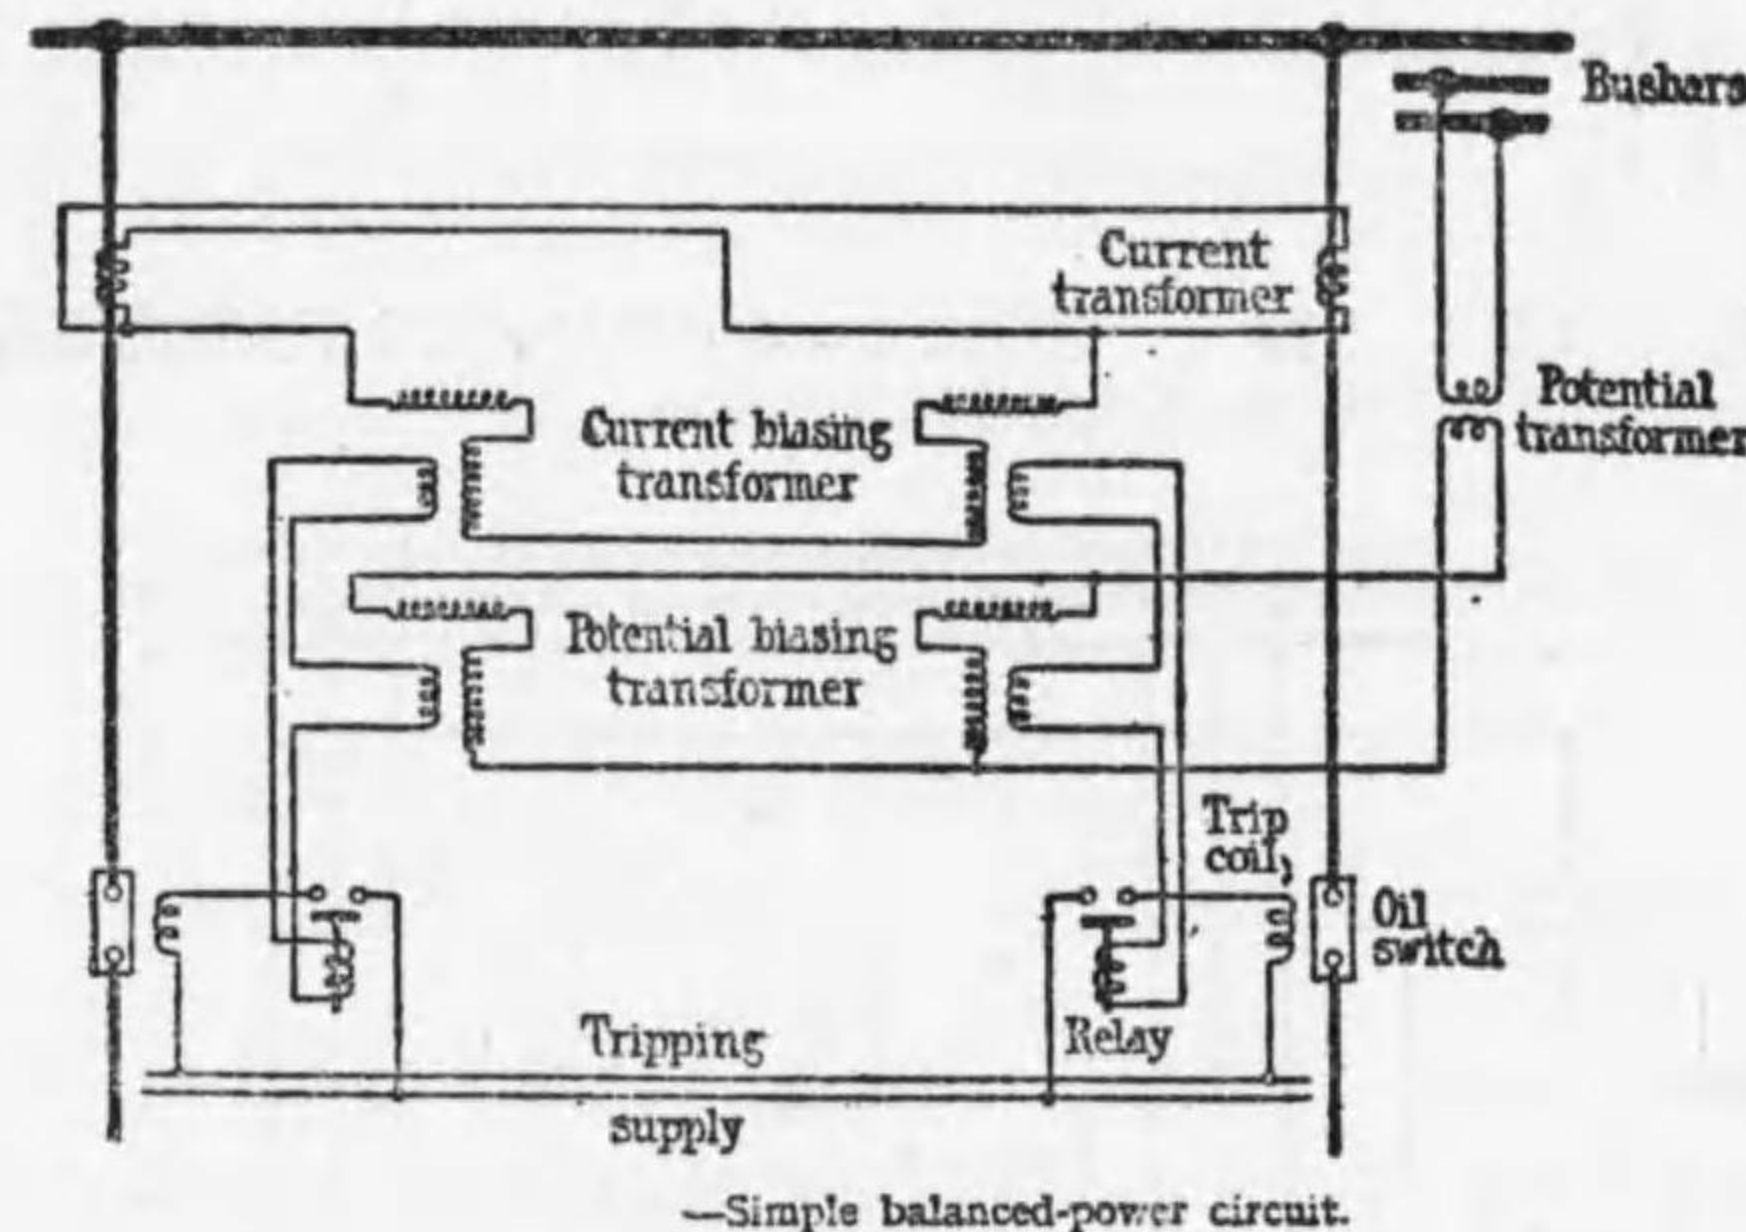 Busbars
Current
transformer
Potential
transformer
Current biasing
transformer
Potential biasing
transformer
Trip
coil,
Oil
switch
Tripping
Relay
supply
—Simple balanced-power circuit.